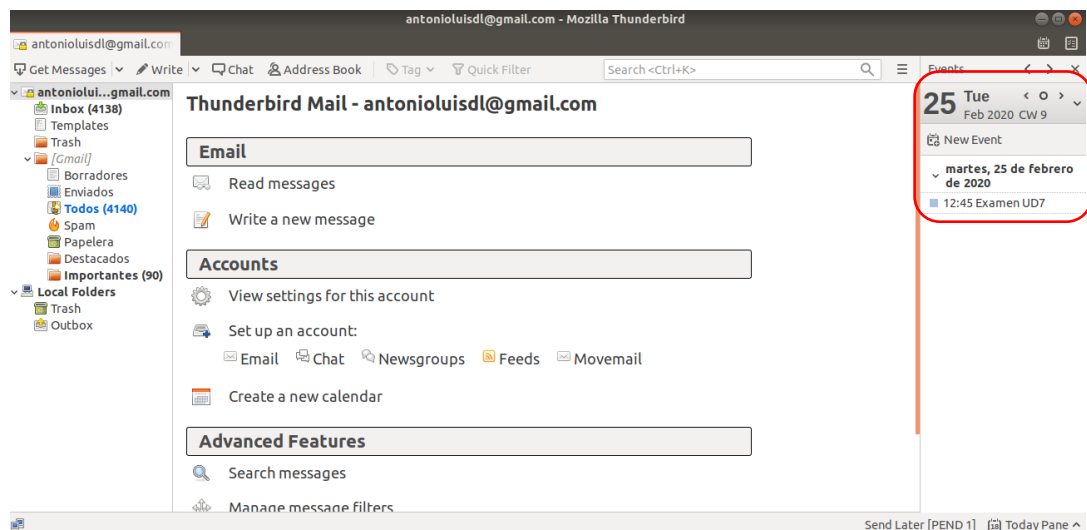 antonioluisdl@gmail.com - Mozilla Thunderbird
antonioluisdl@gmail.com
Get Messages Write Chat Address Book Tag Quick Filter Search <Ctrl+K> Events
antoniolui...gmail.com
Inbox (4138)
Templates
Trash
[Gmail]
Borradores
Enviados
Todos (4140)
Spam
Papelera
Destacados
Importantes (90)
Local Folders
Trash
Outbox
Thunderbird Mail - antonioluisdl@gmail.com
Email
Read messages
Write a new message
Accounts
View settings for this account
Set up an account:
Email Chat Newsgroups Feeds Movemail
Create a new calendar
Advanced Features
Search messages
Manage message filters
25 Tue
Feb 2020 CW 9
New Event
martes, 25 de febrero
de 2020
12:45 Examen UD7
Send Later [PEND 1] Today Pane